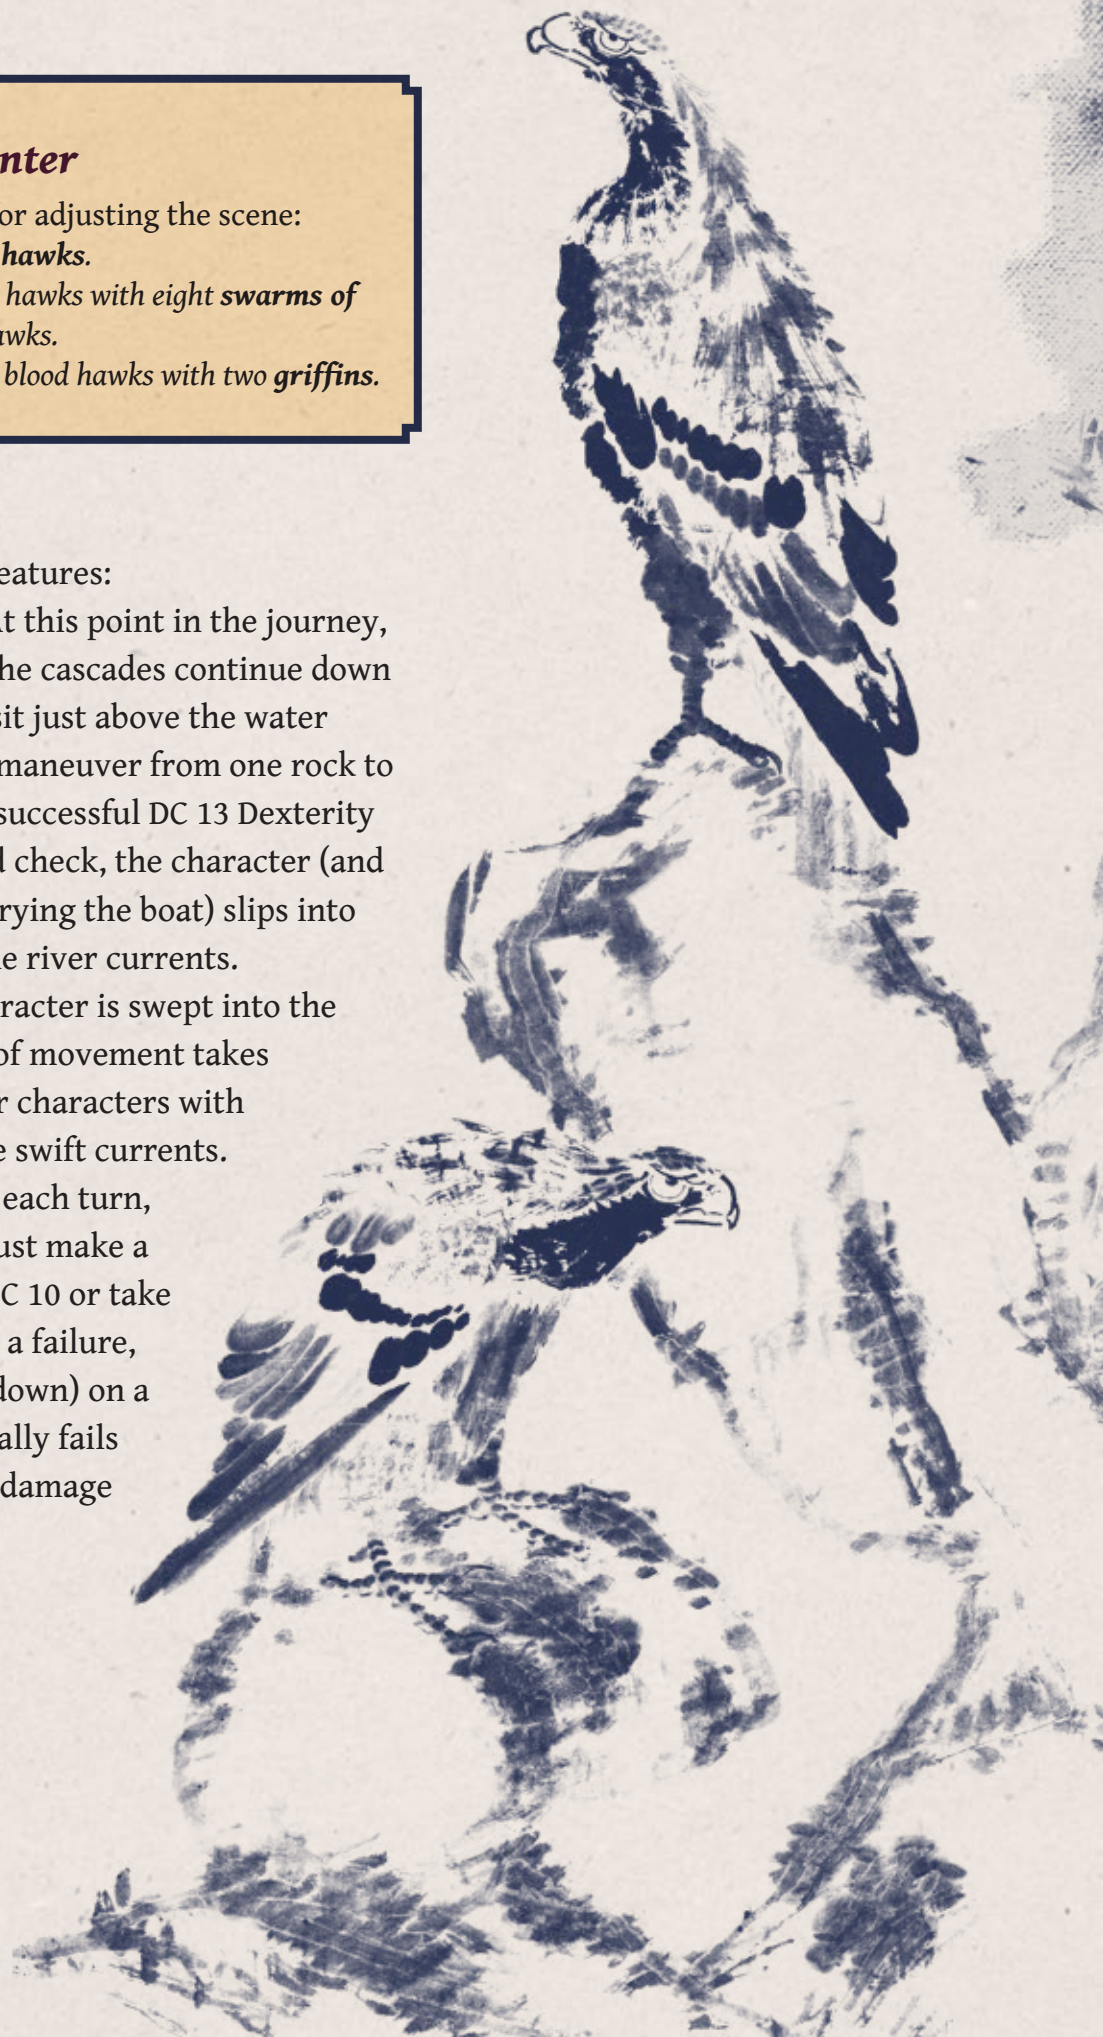 nter
or adjusting the scene:
hawks.
hawks with eight swarms of
awks.
blood hawks with two griffins.
eatures:
At this point in the journey,
he cascades continue down
sit just above the water
maneuver from one rock to
successful DC 13 Dexterity
d check, the character (and
rrying the boat) slips into
e river currents.
racter is swept into the
of movement takes
r characters with
e swift currents.
each turn,
ust make a
C 10 or take
a failure,
down) on a
ally fails
damage